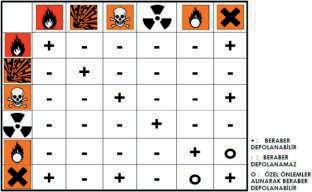 + - - - - +
- + - - - -
- - + - - +
- - - + - -
- - - - + O
+ - + - O +
+ : BERABER
DEPOLANABİLİR
- : BERABER
DEPOLANAMAZ
O : ÖZEL ÖNLEMLER
ALINARAK BERABER
DEPOLANABİLİR